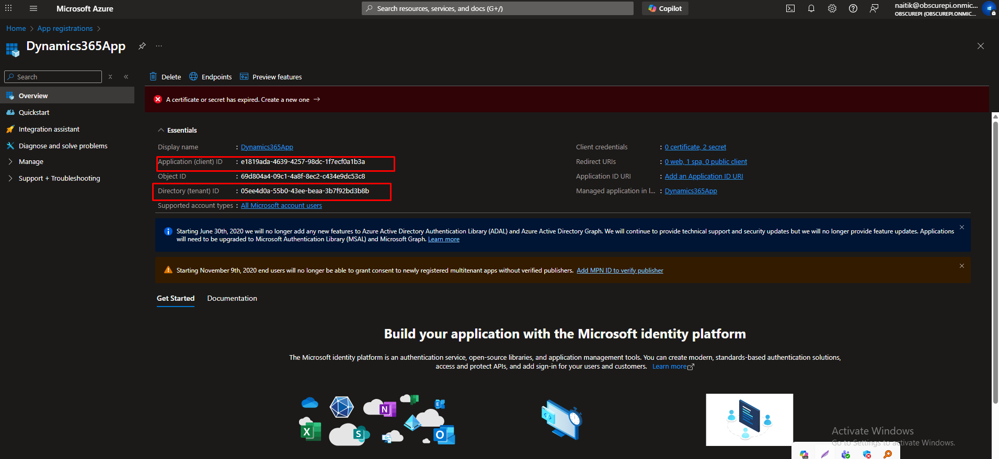 Microsoft Azure
Search resources, services, and docs (G+/)
Copilot
naitik@obscurepi.onmic...
OBSCUREPI (OBSCUREPI.ONMIC...
Home > App registrations >
Dynamics365App
Search
Delete
Endpoints
Preview features
Overview
Quickstart
Integration assistant
Diagnose and solve problems
Manage
Support + Troubleshooting
A certificate or secret has expired. Create a new one →
Essentials
Display name : Dynamics365App
Application (client) ID : e1819ada-4639-4257-98dc-1f7ecf0a1b3a
Object ID : 69d804a4-09c1-4a8f-8ec2-c434e9dc53c8
Directory (tenant) ID : 05ee4d0a-55b0-43ee-beaa-3b7f92bd3b8b
Supported account types : All Microsoft account users
Client credentials : 0 certificate, 2 secret
Redirect URIs : 0 web, 1 spa, 0 public client
Application ID URI : Add an Application ID URI
Managed application in l... : Dynamics365App
Starting June 30th, 2020 we will no longer add any new features to Azure Active Directory Authentication Library (ADAL) and Azure Active Directory Graph. We will continue to provide technical support and security updates but we will no longer provide feature updates. Applications
will need to be upgraded to Microsoft Authentication Library (MSAL) and Microsoft Graph. Learn more
Starting November 9th, 2020 end users will no longer be able to grant consent to newly registered multitenant apps without verified publishers. Add MPN ID to verify publisher
Get Started
Documentation
Build your application with the Microsoft identity platform
The Microsoft identity platform is an authentication service, open-source libraries, and application management tools. You can create modern, standards-based authentication solutions,
access and protect APIs, and add sign-in for your users and customers. Learn more
N
E
X
S
O
Activate Windows
Go to Settings to activate Windows.